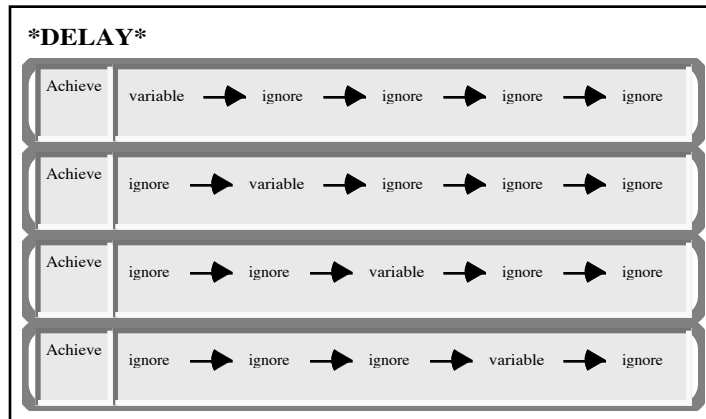 *DELAY*
Achieve variable ignore ignore ignore ignore
Achieve ignore variable ignore ignore ignore
Achieve ignore ignore variable ignore ignore
Achieve ignore ignore ignore variable ignore